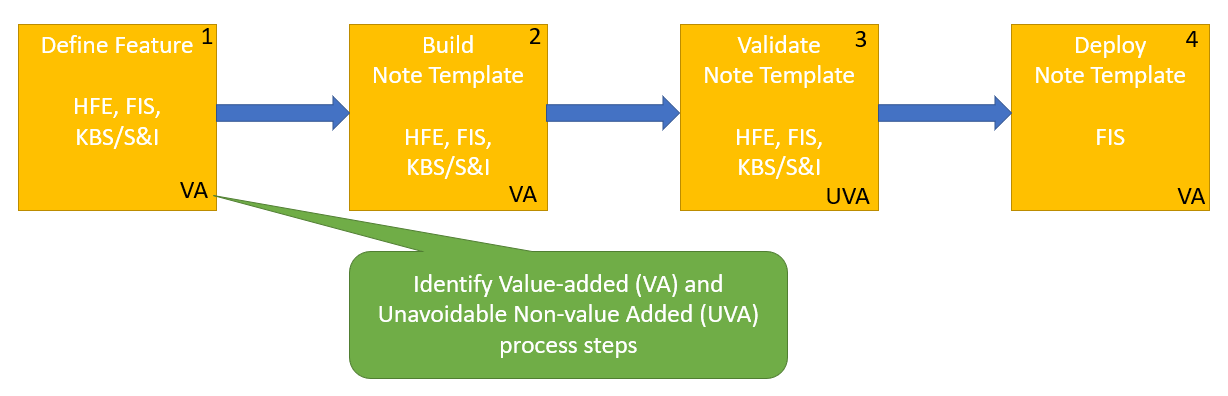 Define Feature
1
HFE, FIS,
KBS/S&I
VA
Build
2
Note Template
HFE, FIS,
KBS/S&I
VA
Validate
3
Note Template
HFE, FIS,
KBS/S&I
UVA
Deploy
4
Note Template
FIS
VA
Identify Value-added (VA) and
Unavoidable Non-value Added (UVA)
process steps